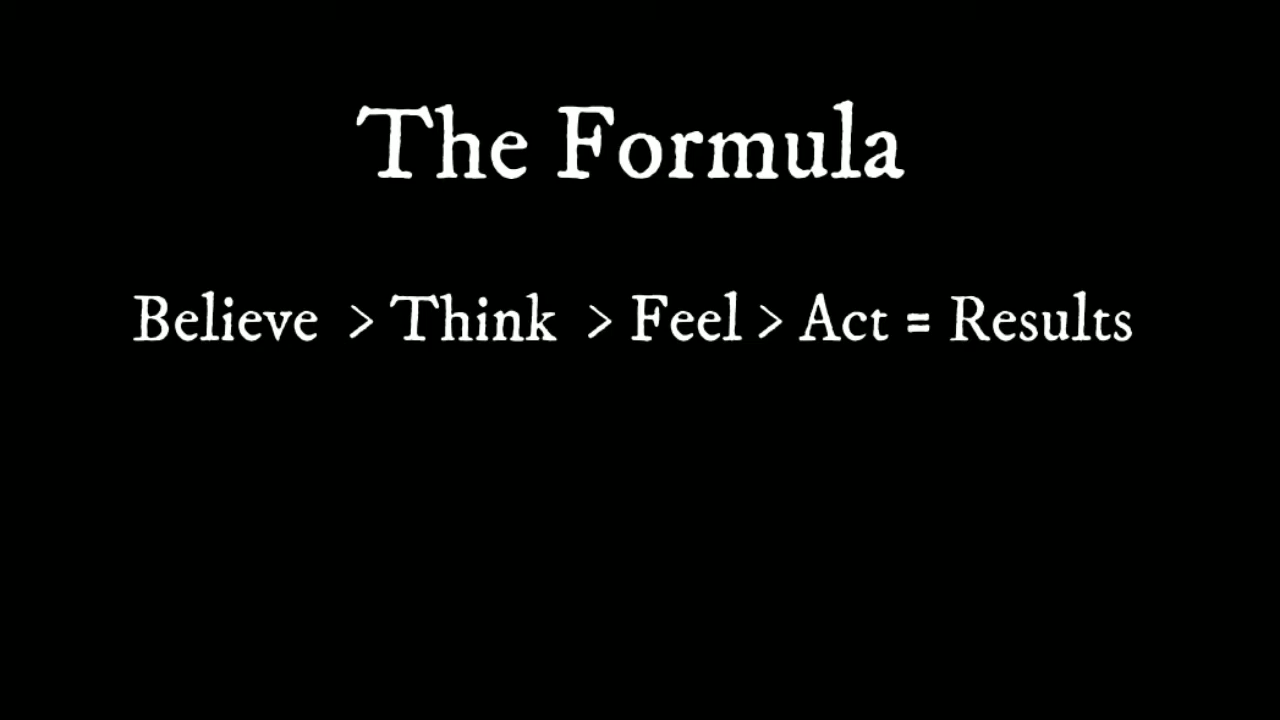 The Formula
Believe > Think > Feel > Act = Results